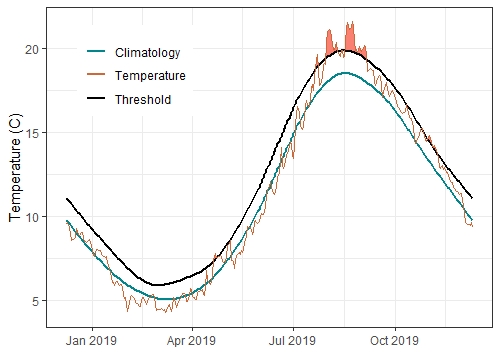 Climatology
Temperature
Threshold
Temperature (C)
20
15
10
5
Jan 2019
Apr 2019
Jul 2019
Oct 2019